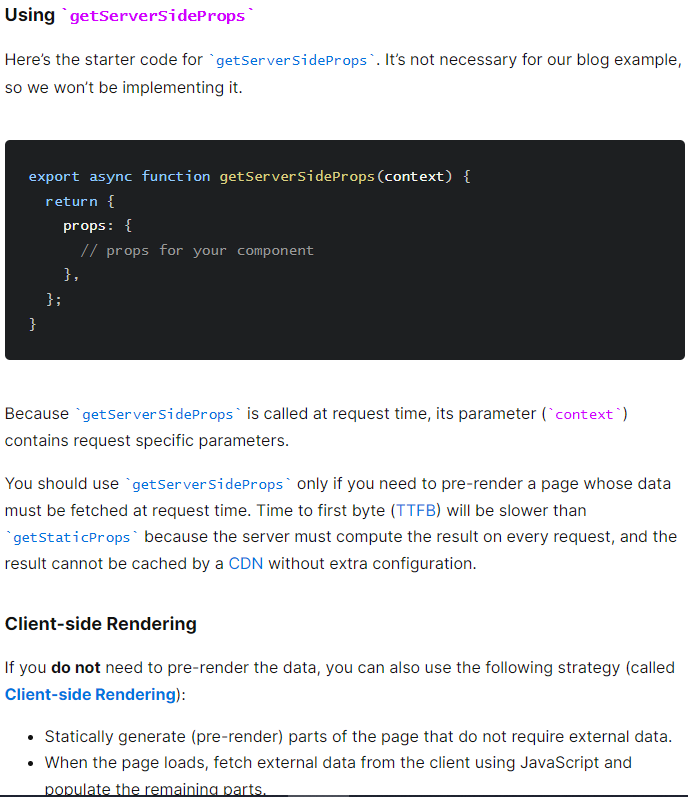 Using `getServerSideProps`
Here’s the starter code for `getServerSideProps`. It’s not necessary for our blog example,
so we won’t be implementing it.
export async function getServerSideProps(context) {
  return {
    props: {
      // props for your component
    },
  };
}
Because `getServerSideProps` is called at request time, its parameter (`context`)
contains request specific parameters.
You should use `getServerSideProps` only if you need to pre-render a page whose data
must be fetched at request time. Time to first byte (TTFB) will be slower than
`getStaticProps` because the server must compute the result on every request, and the
result cannot be cached by a CDN without extra configuration.
Client-side Rendering
If you do not need to pre-render the data, you can also use the following strategy (called
Client-side Rendering):
• Statically generate (pre-render) parts of the page that do not require external data.
• When the page loads, fetch external data from the client using JavaScript and
populate the remaining parts.